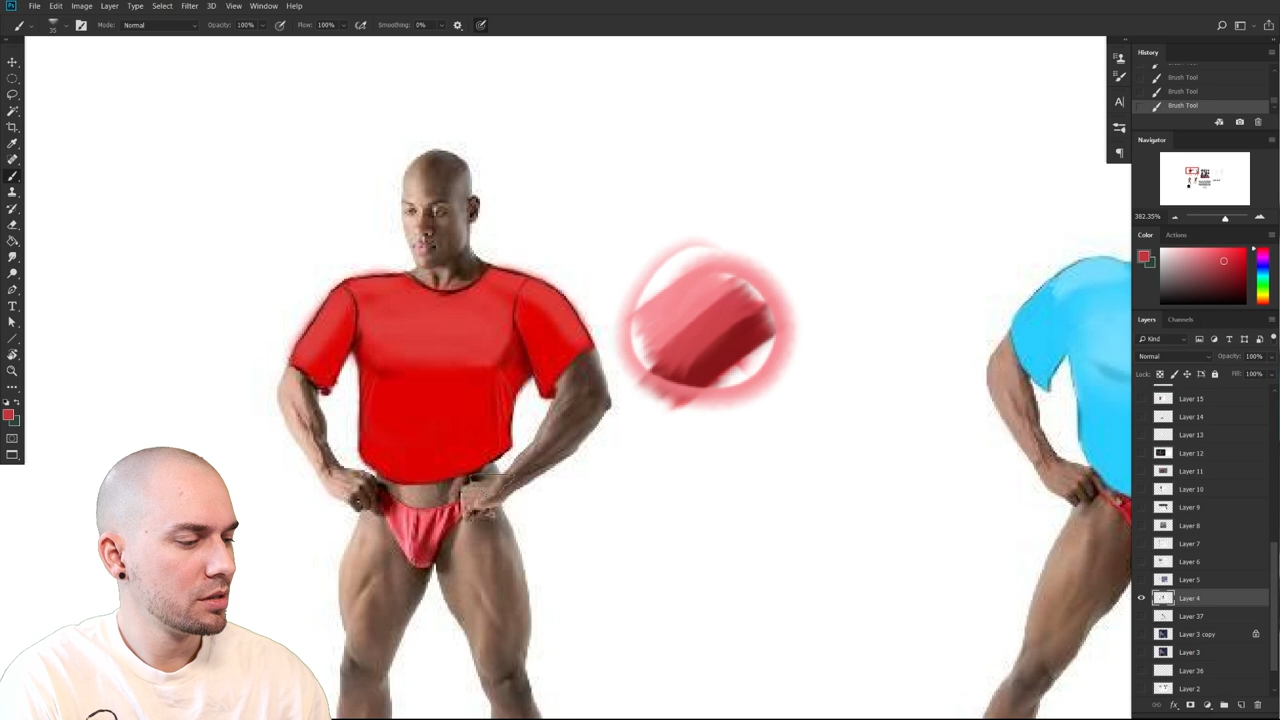 Ps File Edit Image Layer Type Select Filter 3D View Window Help
35 Mode: Normal Opacity: 100% Flow: 100% Smoothing: 0%
History
Brush Tool
Brush Tool
Brush Tool
Navigator
382.35%
Color Actions
Layers Channels
Kind
Normal Opacity: 100%
Lock: Fill: 100%
Layer 15
Layer 14
Layer 13
Layer 12
Layer 11
Layer 10
Layer 9
Layer 8
Layer 7
Layer 6
Layer 5
Layer 4
Layer 37
Layer 3 copy
Layer 3
Layer 36
Layer 2